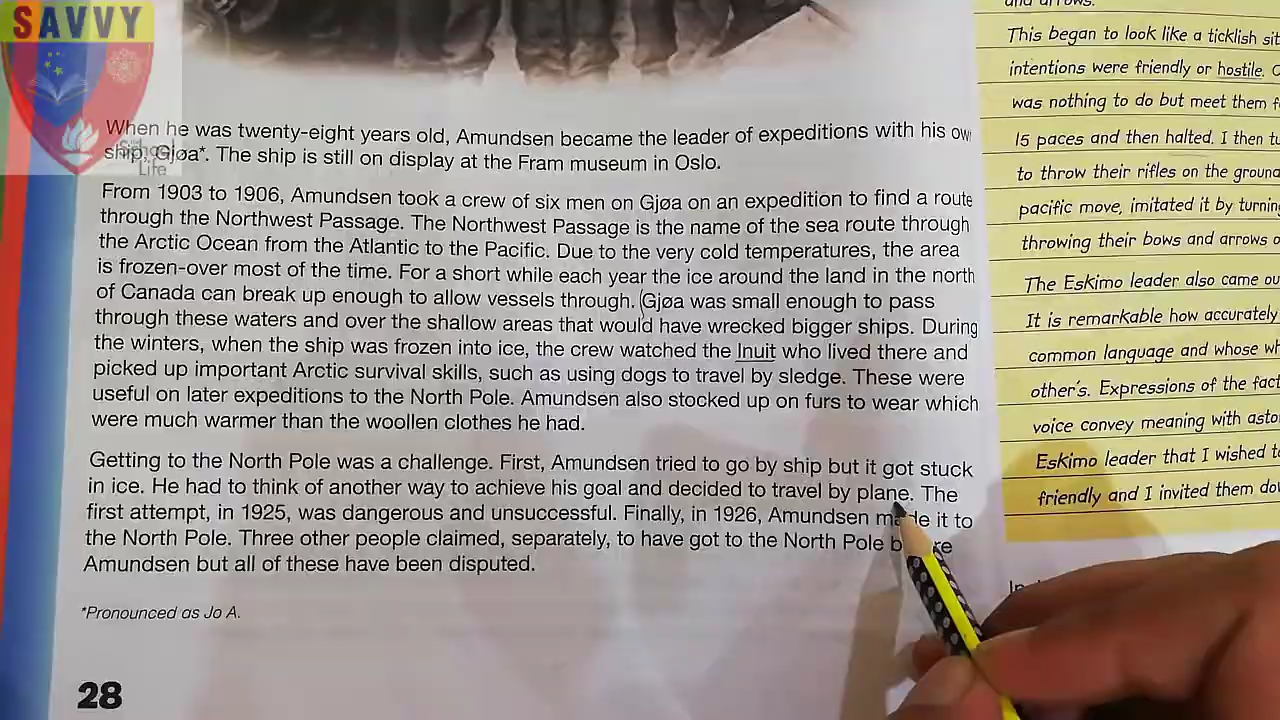 SAVVY
School
Life
When he was twenty-eight years old, Amundsen became the leader of expeditions with his own
ship, Gjøa*. The ship is still on display at the Fram museum in Oslo.
From 1903 to 1906, Amundsen took a crew of six men on Gjøa on an expedition to find a route
through the Northwest Passage. The Northwest Passage is the name of the sea route through
the Arctic Ocean from the Atlantic to the Pacific. Due to the very cold temperatures, the area
is frozen-over most of the time. For a short while each year the ice around the land in the north
of Canada can break up enough to allow vessels through. Gjøa was small enough to pass
through these waters and over the shallow areas that would have wrecked bigger ships. During
the winters, when the ship was frozen into ice, the crew watched the Inuit who lived there and
picked up important Arctic survival skills, such as using dogs to travel by sledge. These were
useful on later expeditions to the North Pole. Amundsen also stocked up on furs to wear which
were much warmer than the woollen clothes he had.
Getting to the North Pole was a challenge. First, Amundsen tried to go by ship but it got stuck
in ice. He had to think of another way to achieve his goal and decided to travel by plane. The
first attempt, in 1925, was dangerous and unsuccessful. Finally, in 1926, Amundsen made it to
the North Pole. Three other people claimed, separately, to have got to the North Pole before
Amundsen but all of these have been disputed.
*Pronounced as Jo A.
28
and arrows.
This began to look like a ticklish
intentions were friendly or hostile.
was nothing to do but meet them
15 paces and then halted. I then
to throw their rifles on the ground
pacific move, imitated it by turning
throwing their bows and arrows
The Eskimo leader also came
It is remarkable how accurately
common language and whose
other's. Expressions of the
voice convey meaning with
Eskimo leader that I wished
friendly and I invited them